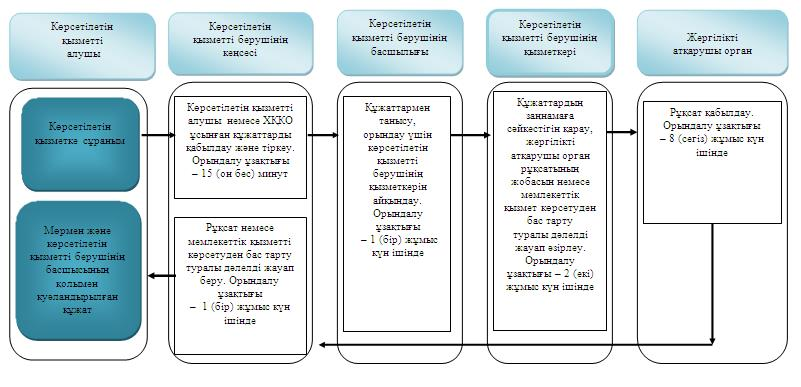 Көрсетілетін
қызметті
алушы
Көрсетілетін
қызметті берушінің
кеңсесі
Көрсетілетін
қызметті берушінің
басшылығы
Көрсетілетін
қызметті берушінің
қызметкері
Жергілікті
атқарушы орган
Көрсетілетін
қызметке сұраным
Көрсетілетін қызметті
алушы немесе ХҚКО
ұсынған құжаттарды
қабылдау және тіркеу.
Орындалу ұзақтығы
– 15 (он бес) минут
Құжаттармен
танысу,
орындау үшін
көрсетілетін
қызметті
берушінің
қызметкерін
айқындау.
Орындалу
ұзақтығы
– 1 (бір) жұмыс
күн ішінде
Құжаттардың
заңнамаға
сәйкестігін қарау,
жергілікті
атқарушы орган
рұқсатының
жобасын немесе
мемлекеттік
қызмет көрсетуден
бас тарту
туралы дәлелді
жауап әзірлеу.
Орындалу
ұзақтығы – 2 (екі)
жұмыс күн ішінде
Рұқсат қабылдау.
Орындалу ұзақтығы
– 8 (сегіз) жұмыс күн
ішінде
Мөрмен және
көрсетілетін
қызметті берушінің
басшысының
қолымен
куәландырылған
құжат
Рұқсат немесе
мемлекеттік қызметті
көрсетуден бас тарту
туралы дәлелді жауап
беру. Орындалу
ұзақтығы
– 1 (бір) жұмыс күн
ішінде